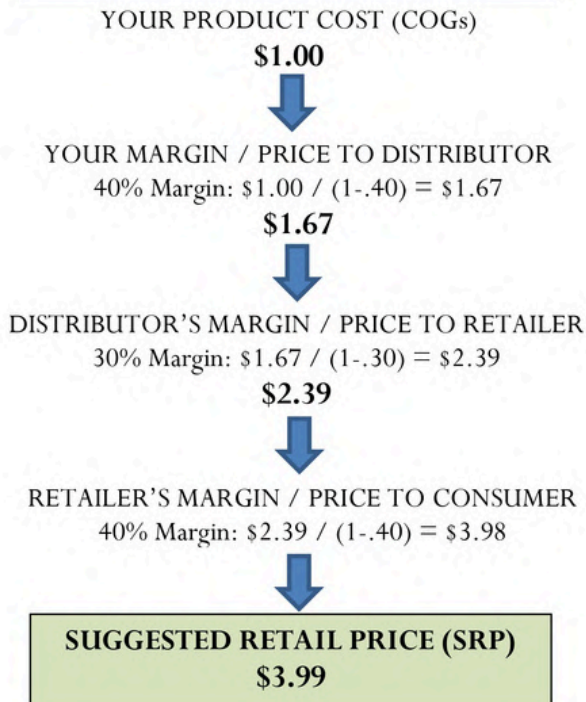 YOUR PRODUCT COST (COGs)
$1.00
YOUR MARGIN / PRICE TO DISTRIBUTOR
40% Margin: $1.00 / (1-.40) = $1.67
$1.67
DISTRIBUTOR'S MARGIN / PRICE TO RETAILER
30% Margin: $1.67 / (1-.30) = $2.39
$2.39
RETAILER'S MARGIN / PRICE TO CONSUMER
40% Margin: $2.39 / (1-.40) = $3.98
SUGGESTED RETAIL PRICE (SRP)
$3.99